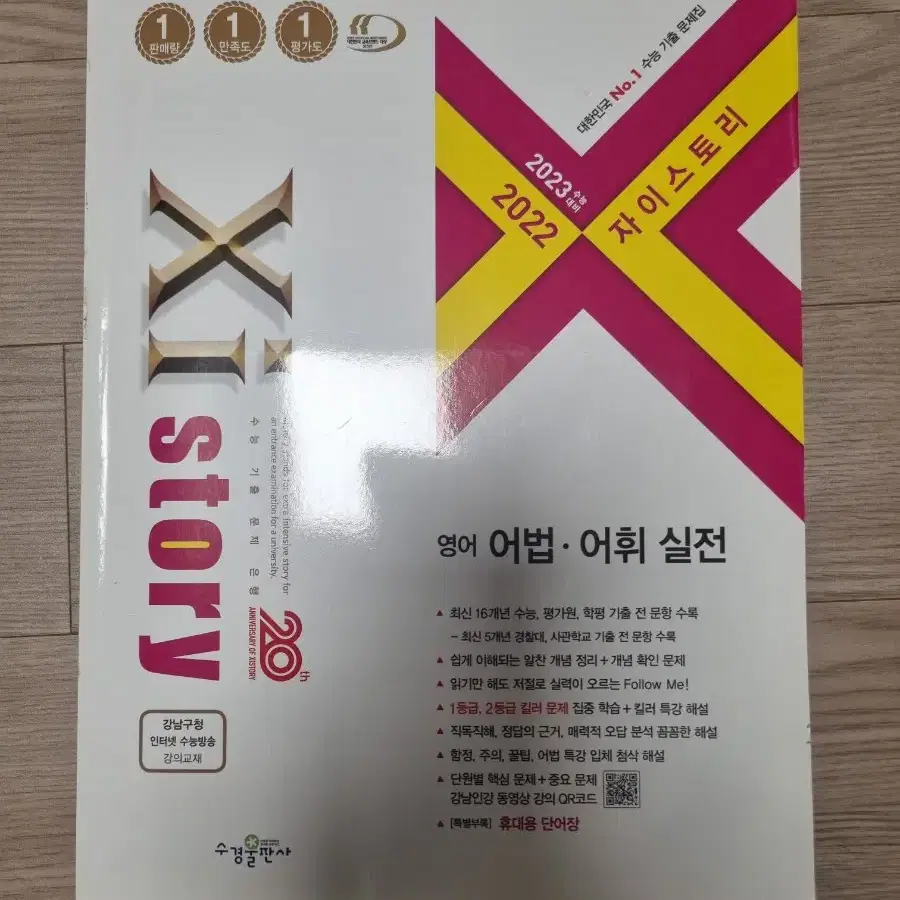 1
판매량
1
만족도
1
평가도
대한민국 No.1 수능 기출 문제집
2023 수능 대비
2022
자이스토리
Xi
story
intensive story for
an entrance examination for a university.
수능 기출 문제 은행
20th
ANNIVERSARY OF XISTORY
영어 어법·어휘 실전
▲ 최신 16개년 수능, 평가원, 학평 기출 전 문항 수록
– 최신 5개년 경찰대, 사관학교 기출 전 문항 수록
▲ 쉽게 이해되는 알찬 개념 정리+개념 확인 문제
▲ 읽기만 해도 저절로 실력이 오르는 Follow Me!
▲ 1등급, 2등급 킬러 문제 집중 학습+킬러 특강 해설
▲ 직독직해, 정답의 근거, 매력적 오답 분석 꼼꼼한 해설
▲ 함정, 주의, 꿀팁, 어법 특강 입체 첨삭 해설
▲ 단원별 핵심 문제+중요 문제
강남인강 동영상 강의 QR코드
▲ [특별부록] 휴대용 단어장
강남구청
인터넷 수능방송
강의교재
수경출판사